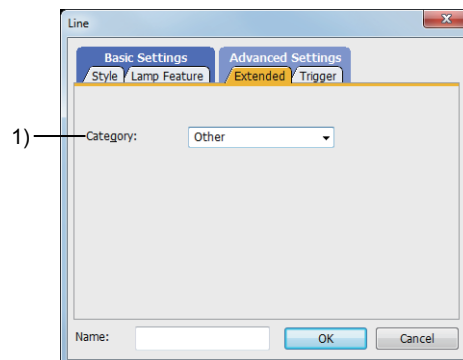 Line
Basic Settings
Advanced Settings
Style
Lamp Feature
Extended
Trigger
1)
Category:
Other
Name:
OK
Cancel